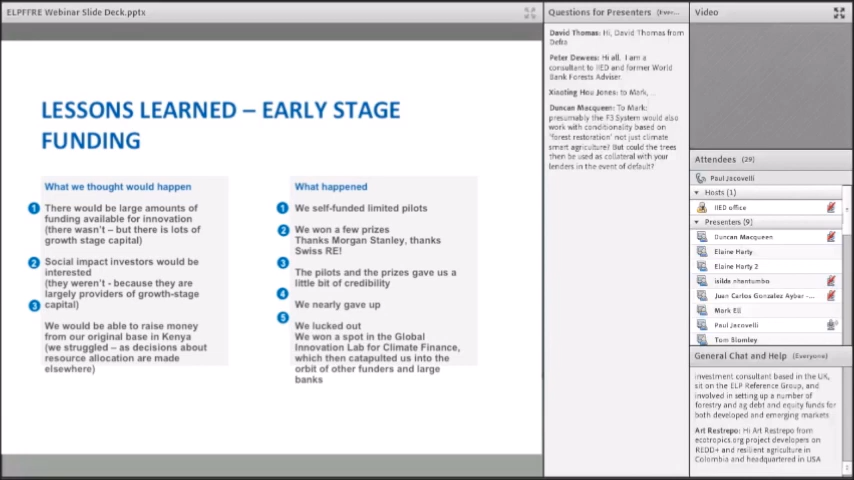 ELPFFRE Webinar Slide Deck.pptx
LESSONS LEARNED – EARLY STAGE
FUNDING
What we thought would happen
1 There would be large amounts of
funding available for innovation
(there wasn't – but there is lots of
growth stage capital)
2 Social impact investors would be
interested
(they weren't - because they are
largely providers of growth-stage
3 capital)
We would be able to raise money
from our original base in Kenya
(we struggled – as decisions about
resource allocation are made
elsewhere)
What happened
1 We self-funded limited pilots
2 We won a few prizes
Thanks Morgan Stanley, thanks
Swiss RE!
3
The pilots and the prizes gave us a
little bit of credibility
4
We nearly gave up
5
We lucked out
We won a spot in the Global
Innovation Lab for Climate Finance,
which then catapulted us into the
orbit of other funders and large
banks
Questions for Presenters (Ever...
David Thomas: Hi, David Thomas from
Defra
Peter Dewees: Hi all. I am a
consultant to IIED and former World
Bank Forests Adviser.
Xiaoting Hou Jones: to Mark, ...
Duncan Macqueen: To Mark:
presumably the F3 System would also
work with conditionality based on
'forest restoration' not just climate
smart agriculture? But could the trees
then be used as collateral with your
lenders in the event of default?
Video
Attendees (29)
Paul Jacovelli
Hosts (1)
IIED office
Presenters (9)
Duncan Macqueen
Elaine Harty
Elaine Harty 2
isilda nhantumbo
Juan Carlos Gonzalez Aybar -...
Mark Ell
Paul Jacovelli
Tom Blomley
General Chat and Help (Everyone)
investment consultant based in the UK,
sit on the ELP Reference Group, and
involved in setting up a number of
forestry and ag debt and equity funds for
both developed and emerging markets
Art Restrepo: Hi Art Restrepo from
ecotropics.org project developers on
REDD+ and resilient agriculture in
Colombia and headquartered in USA